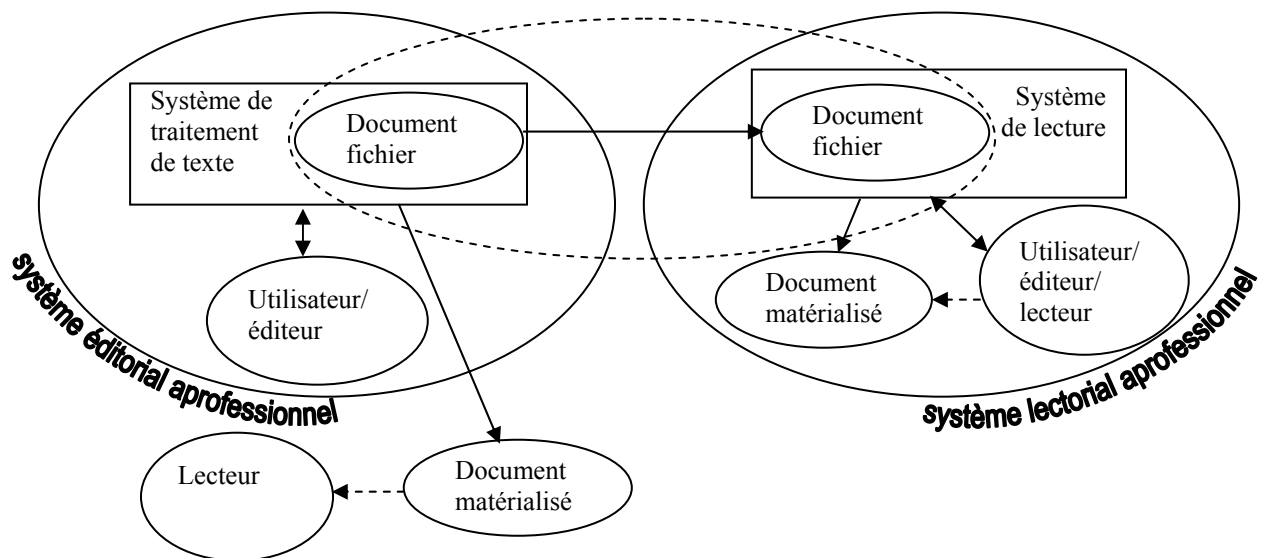 Système de
traitement
de texte
Document
fichier
Utilisateur/
éditeur
système éditorial aprofessionnel
Document
fichier
Système
de lecture
Document
matérialisé
Utilisateur/
éditeur/
lecteur
système lectorial aprofessionnel
Lecteur
Document
matérialisé